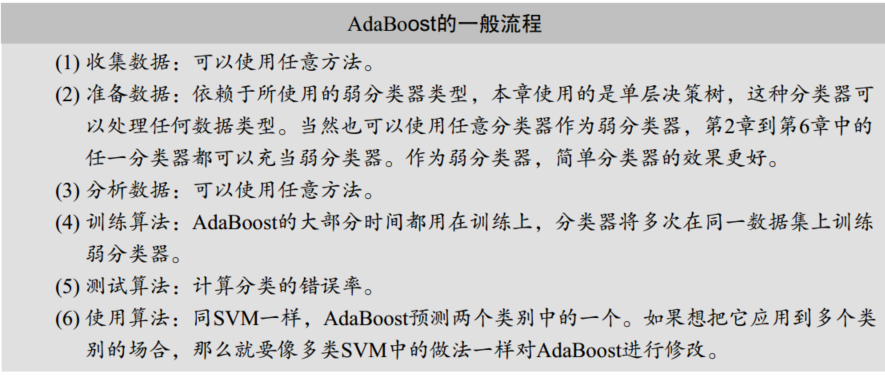 AdaBoost的一般流程
(1) 收集数据：可以使用任意方法。
(2) 准备数据：依赖于所使用的弱分类器类型，本章使用的是单层决策树，这种分类器可
以处理任何数据类型。当然也可以使用任意分类器作为弱分类器，第2章到第6章中的
任一分类器都可以充当弱分类器。作为弱分类器，简单分类器的效果更好。
(3) 分析数据：可以使用任意方法。
(4) 训练算法：AdaBoost的大部分时间都用在训练上，分类器将多次在同一数据集上训练
弱分类器。
(5) 测试算法：计算分类的错误率。
(6) 使用算法：同SVM一样，AdaBoost预测两个类别中的一个。如果想把它应用到多个类
别的场合，那么就要像多类SVM中的做法一样对AdaBoost进行修改。